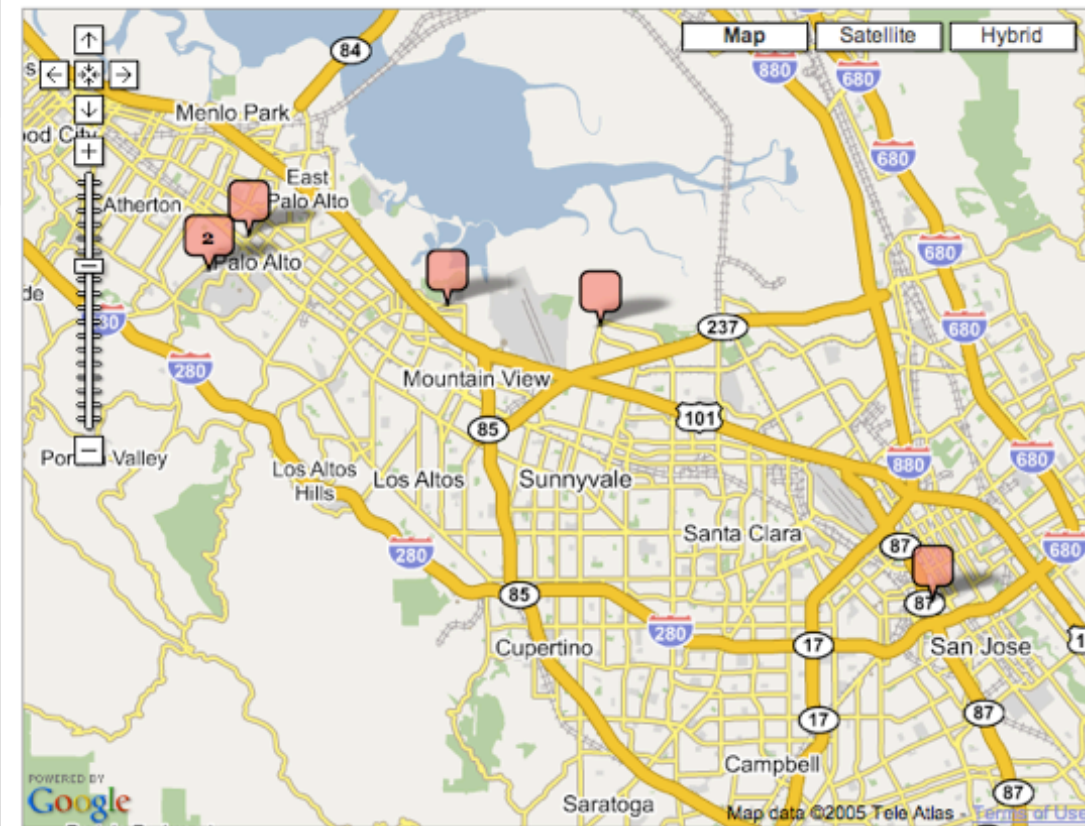 Map Satellite Hybrid
84
880
680
Menlo Park
680
East
Palo Alto
Atherton
2
Palo Alto
680
237
680
280
Mountain View
101
85
Valley
Los Altos
Hills
Los Altos
Sunnyvale
880
680
Santa Clara
87
680
280
85
87
280
17
Cupertino
San Jose
17
87
Campbell
87
POWERED BY
Google
Saratoga
Map data ©2005 Tele Atlas - Terms of Use